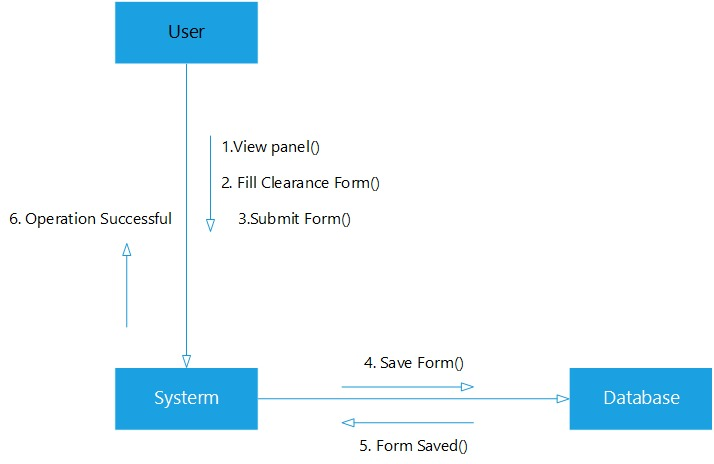 User
1.View panel()
2. Fill Clearance Form()
6. Operation Successful
3.Submit Form()
4. Save Form()
Systerm
Database
5. Form Saved()